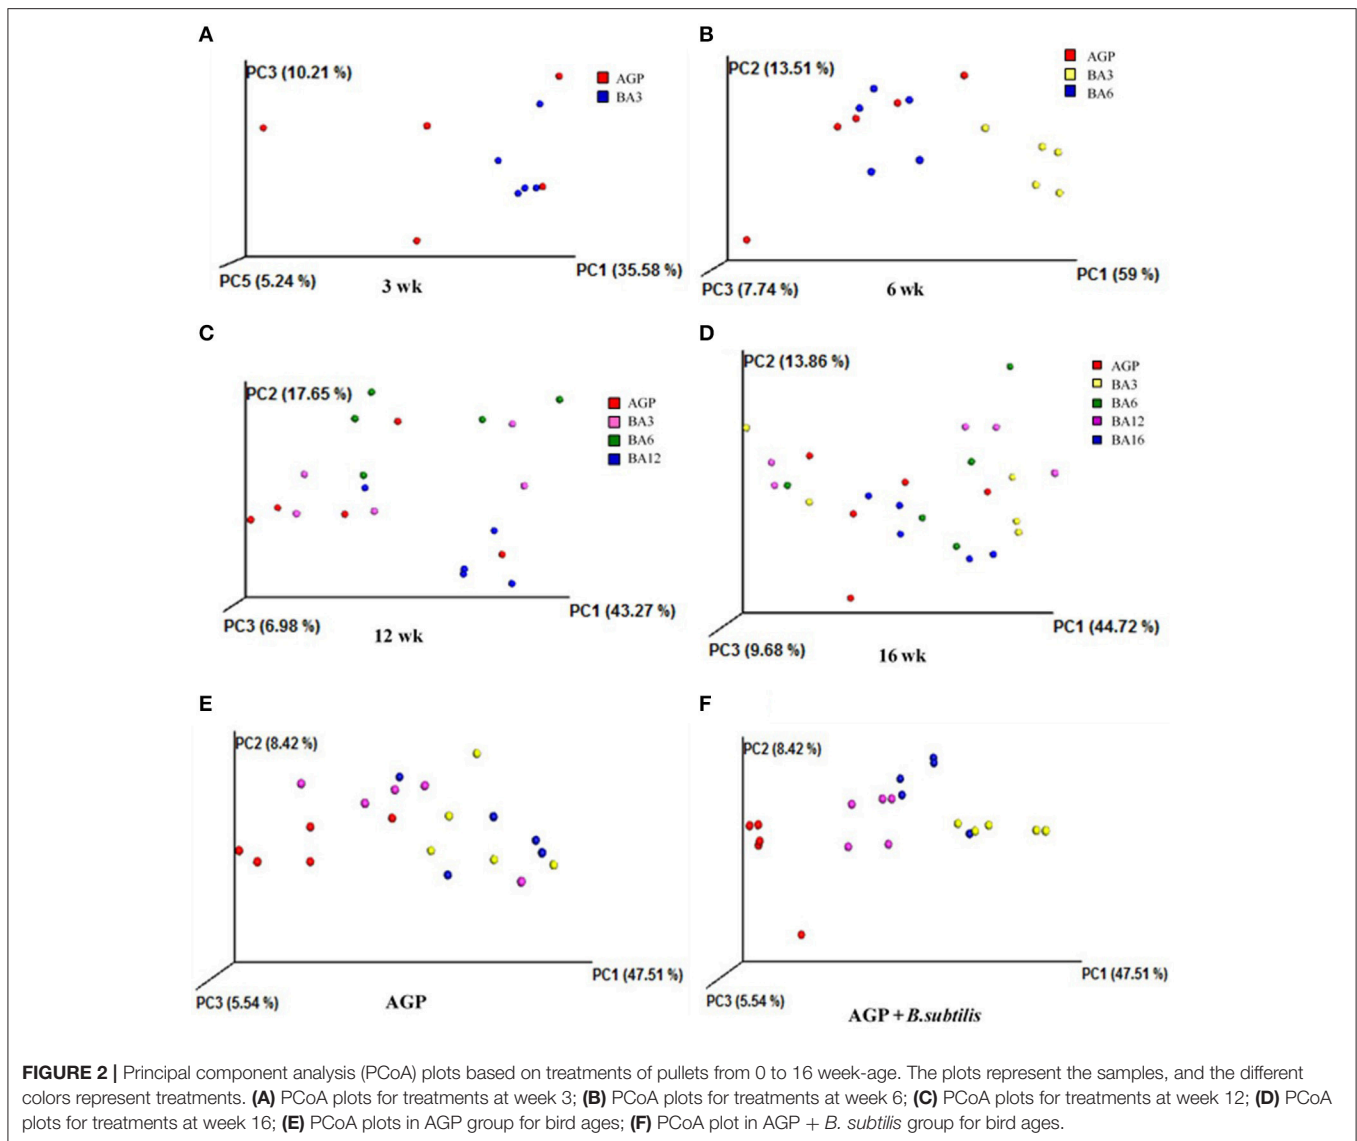 A
PC3 (10.21 %)
AGP
BA3
PC5 (5.24 %)
3 wk
PC1 (35.58 %)
B
PC2 (13.51 %)
AGP
BA3
BA6
PC3 (7.74 %)
6 wk
PC1 (59 %)
C
PC2 (17.65 %)
AGP
BA3
BA6
BA12
PC3 (6.98 %)
12 wk
PC1 (43.27 %)
D
PC2 (13.86 %)
AGP
BA3
BA6
BA12
BA16
PC3 (9.68 %)
16 wk
PC1 (44.72 %)
E
PC2 (8.42 %)
PC3 (5.54 %)
AGP
PC1 (47.51 %)
F
PC2 (8.42 %)
PC3 (5.54 %)
AGP + B.subtilis
PC1 (47.51 %)
FIGURE 2 | Principal component analysis (PCoA) plots based on treatments of pullets from 0 to 16 week-age. The plots represent the samples, and the different
colors represent treatments. (A) PCoA plots for treatments at week 3; (B) PCoA plots for treatments at week 6; (C) PCoA plots for treatments at week 12; (D) PCoA
plots for treatments at week 16; (E) PCoA plots in AGP group for bird ages; (F) PCoA plot in AGP + B. subtilis group for bird ages.